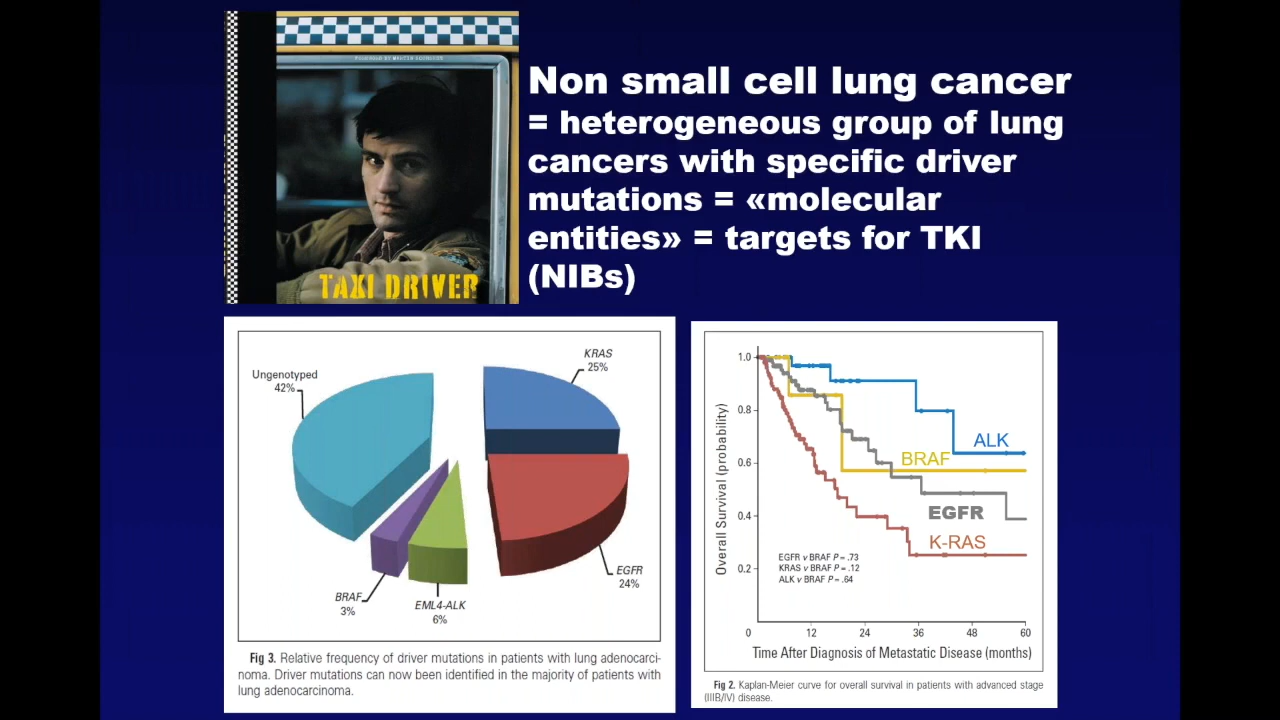 TAXI DRIVER
Non small cell lung cancer
= heterogeneous group of lung
cancers with specific driver
mutations = «molecular
entities» = targets for TKI
(NIBs)
Ungenotyped
42%
KRAS
25%
EGFR
24%
EML4-ALK
6%
BRAF
3%
Fig 3. Relative frequency of driver mutations in patients with lung adenocarci-
noma. Driver mutations can now been identified in the majority of patients with
lung adenocarcinoma.
Overall Survival (probability)
1.0
0.8
0.6
0.4
0.2
ALK
BRAF
EGFR
K-RAS
EGFR v BRAF P = .73
KRAS v BRAF P = .12
ALK v BRAF P = .64
0 12 24 36 48 60
Time After Diagnosis of Metastatic Disease (months)
Fig 2. Kaplan-Meier curve for overall survival in patients with advanced stage
(IIIB/IV) disease.